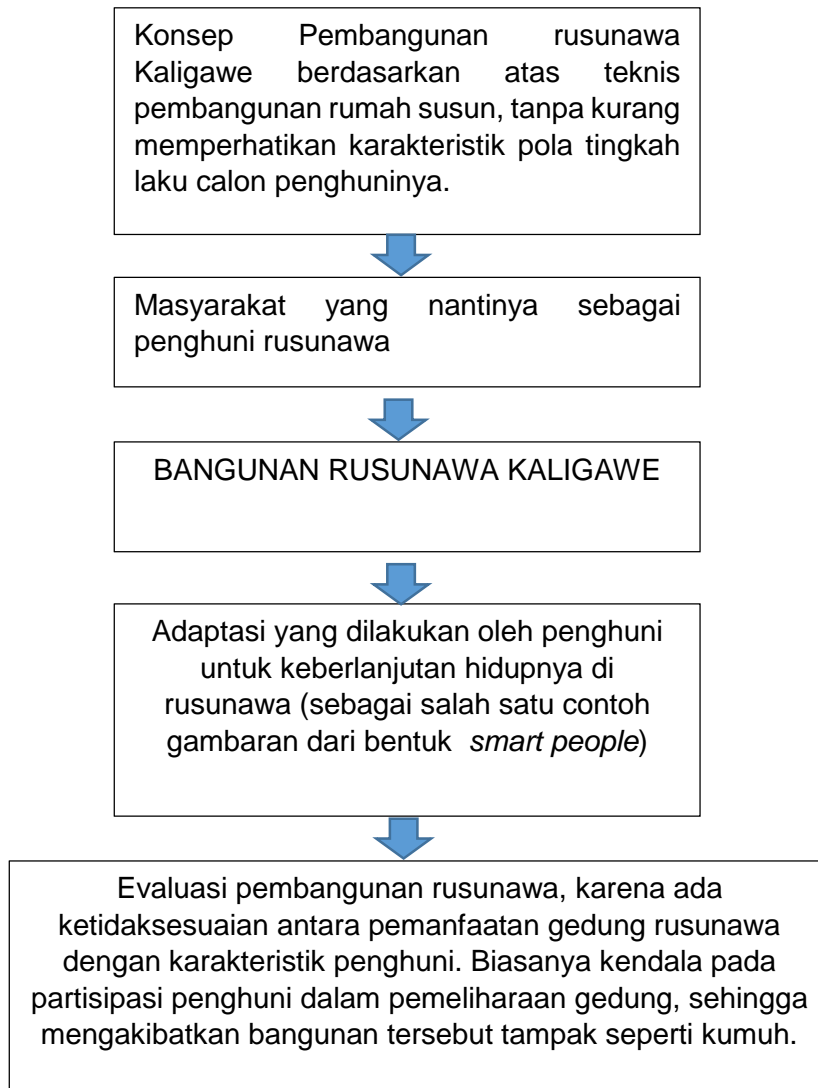 Konsep Pembangunan rusunawa
Kaligawe berdasarkan atas teknis
pembangunan rumah susun, tanpa kurang
memperhatikan karakteristik pola tingkah
laku calon penghuninya.
Masyarakat yang nantinya sebagai
penghuni rusunawa
BANGUNAN RUSUNAWA KALIGAWE
Adaptasi yang dilakukan oleh penghuni
untuk keberlanjutan hidupnya di
rusunawa (sebagai salah satu contoh
gambaran dari bentuk smart people)
Evaluasi pembangunan rusunawa, karena ada
ketidaksesuaian antara pemanfaatan gedung rusunawa
dengan karakteristik penghuni. Biasanya kendala pada
partisipasi penghuni dalam pemeliharaan gedung, sehingga
mengakibatkan bangunan tersebut tampak seperti kumuh.